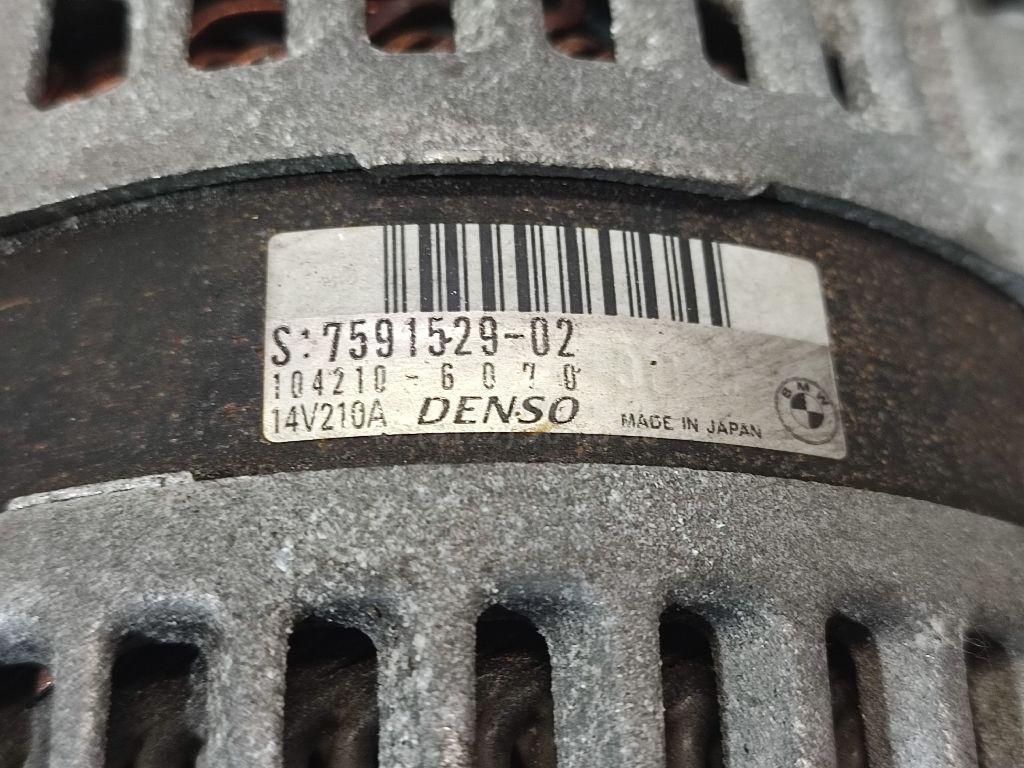 S:7591529-02
104210-6070
14V210A DENSO MADE IN JAPAN BMW